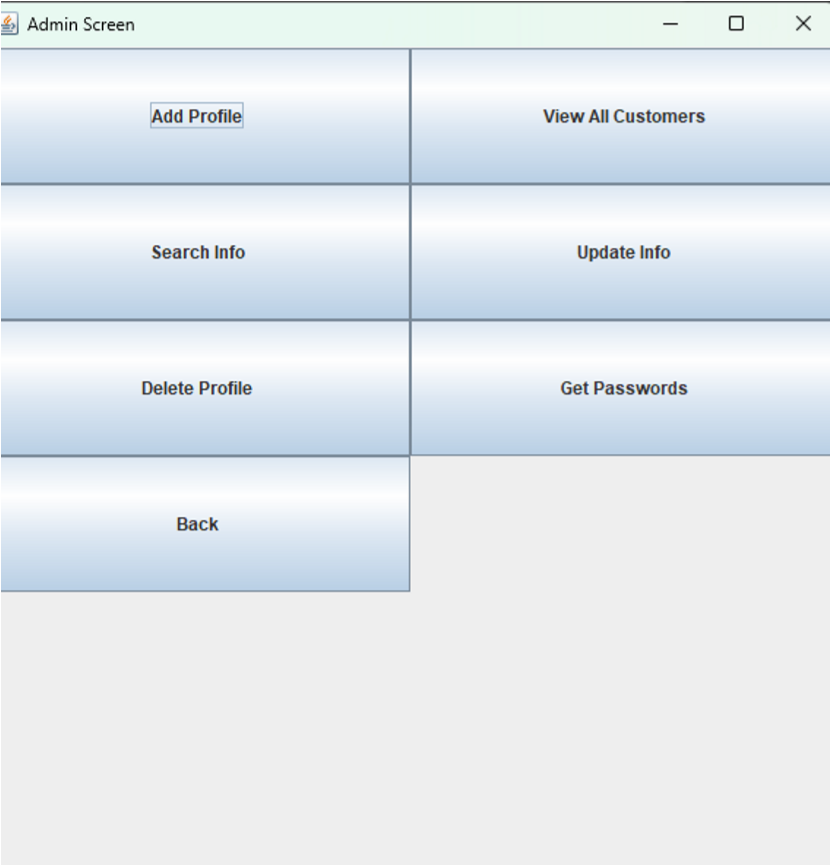 Admin Screen
Add Profile
View All Customers
Search Info
Update Info
Delete Profile
Get Passwords
Back